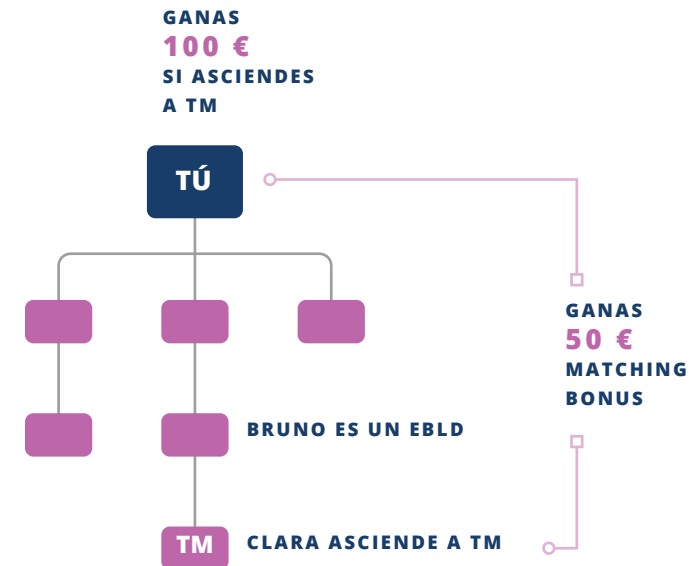 GANAS
100 €
SI ASCIENDES
A TM
TÚ
GANAS
50 €
MATCHING
BONUS
BRUNO ES UN EBLD
TM
CLARA ASCIENDE A TM